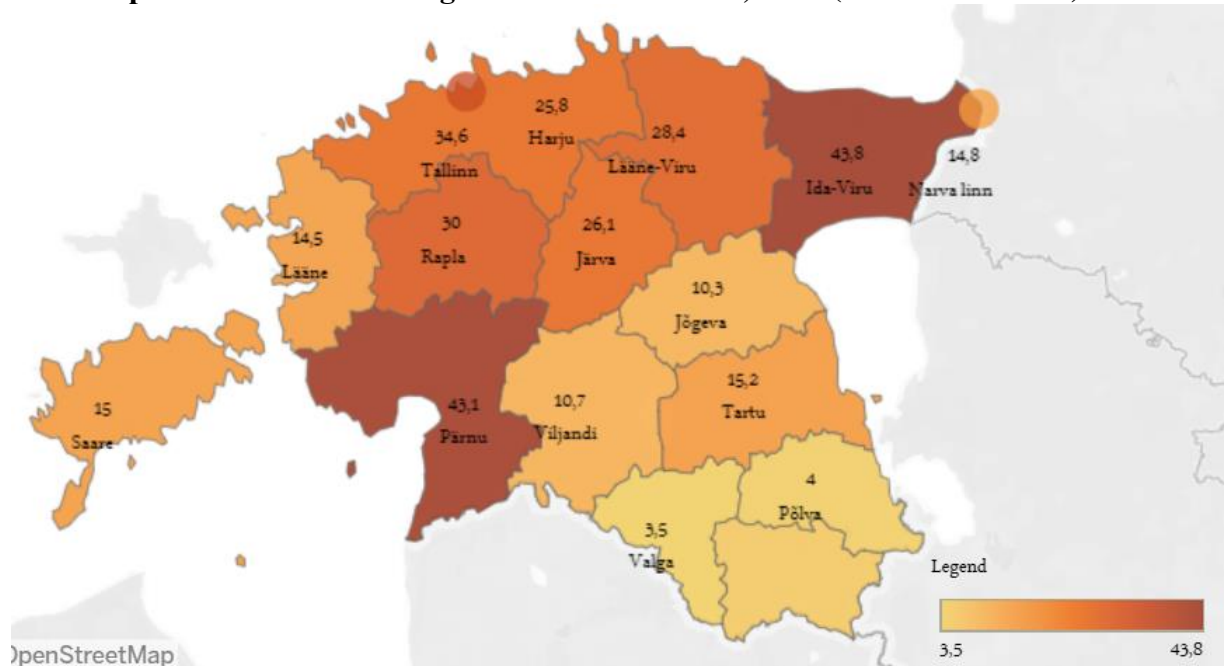 25,8
Harju
34,6
Tallinn
28,4
Lääne-Viru
43,8
Ida-Viru
14,8
Narva linn
14,5
Lääne
30
Rapla
26,1
Järva
10,3
Jõgeva
15
Saare
43,1
Pärnu
10,7
Viljandi
15,2
Tartu
4
Põlva
3,5
Valga
Legend
3,5 43,8
OpenStreetMap